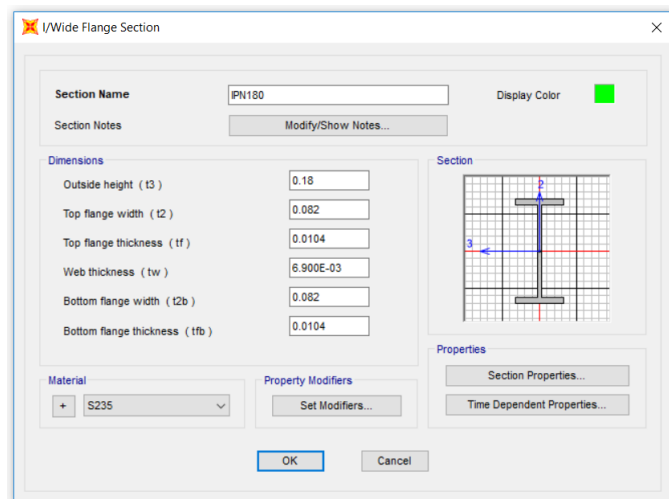 I/Wide Flange Section
Section Name IPN180 Display Color
Section Notes Modify/Show Notes...
Dimensions
Outside height ( t3 ) 0.18
Top flange width ( t2 ) 0.082
Top flange thickness ( tf ) 0.0104
Web thickness ( tw ) 6.900E-03
Bottom flange width ( t2b ) 0.082
Bottom flange thickness ( tfb ) 0.0104
Section
2
3
Material
+ S235
Property Modifiers
Set Modifiers...
Properties
Section Properties...
Time Dependent Properties...
OK Cancel